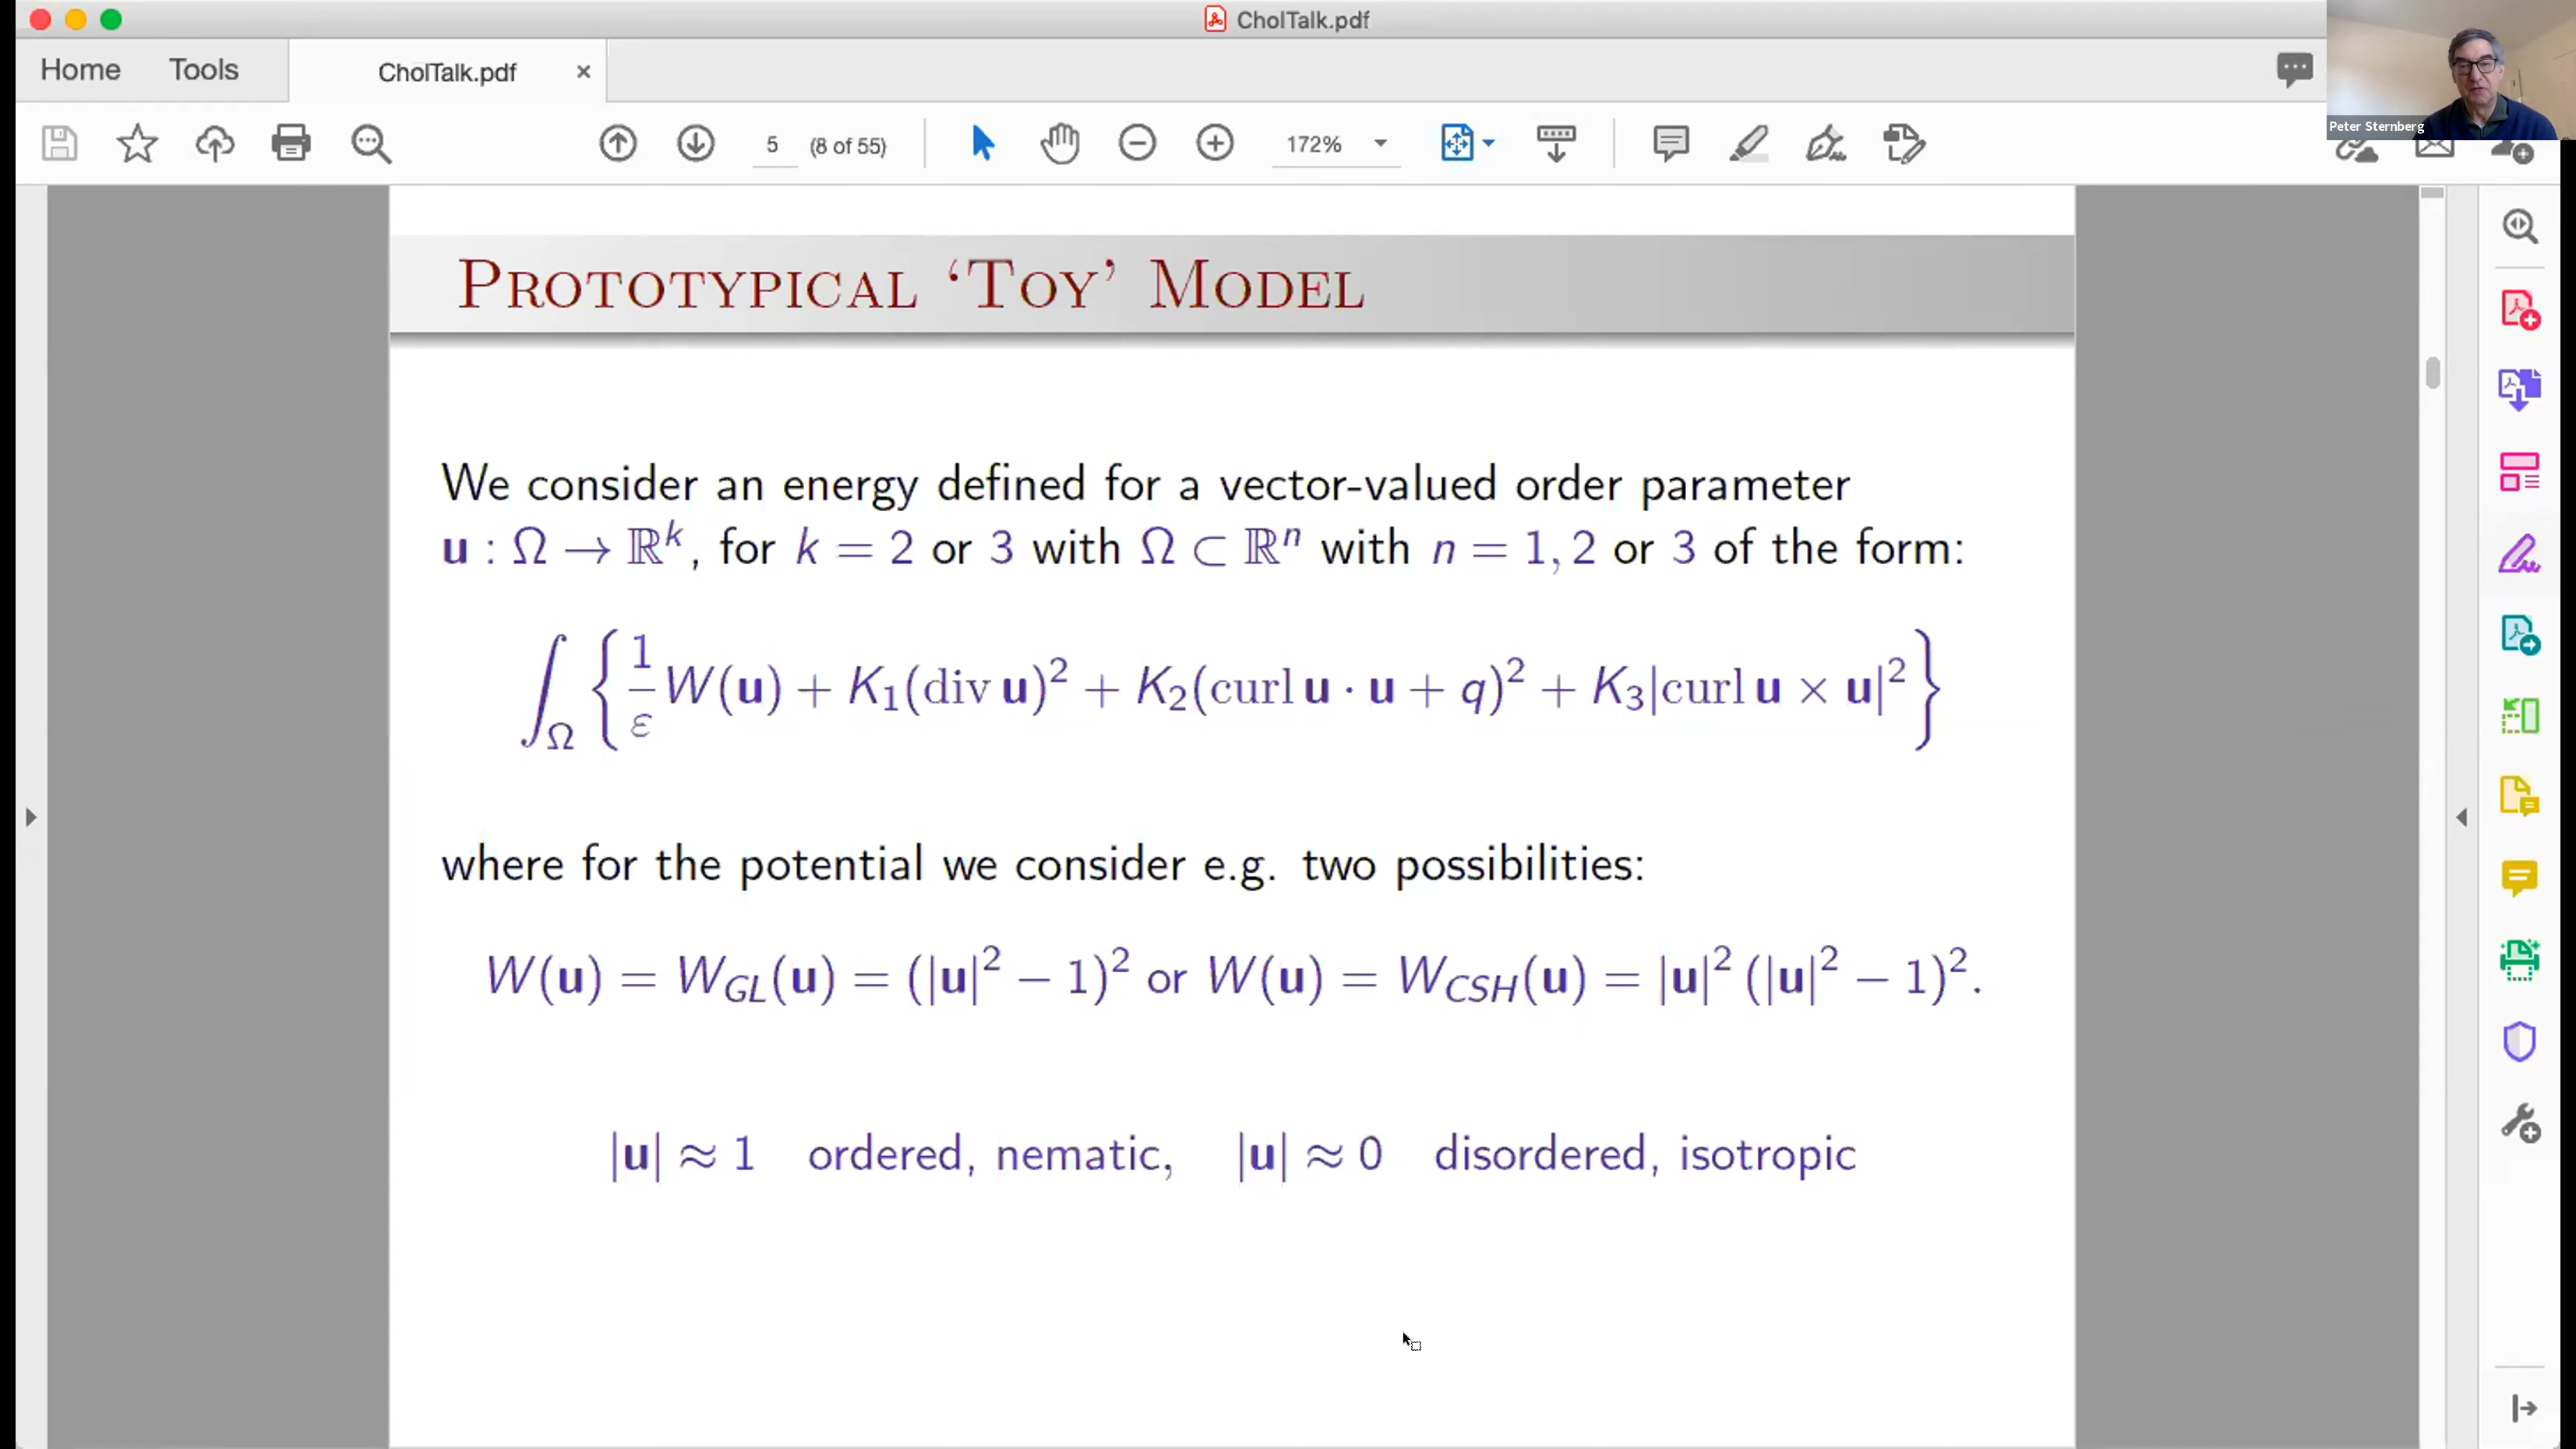 CholTalk.pdf
Home Tools CholTalk.pdf ×
5 (8 of 55) 172%
Peter Sternberg
PROTOTYPICAL ‘TOY’ MODEL
We consider an energy defined for a vector-valued order parameter
u : Ω → ℝ^k, for k = 2 or 3 with Ω ⊂ ℝ^n with n = 1, 2 or 3 of the form:
∫_Ω { 1/ε W(u) + K₁(div u)² + K₂(curl u · u + q)² + K₃|curl u × u|² }
where for the potential we consider e.g. two possibilities:
W(u) = W_GL(u) = (|u|² − 1)² or W(u) = W_CSH(u) = |u|² (|u|² − 1)².
|u| ≈ 1 ordered, nematic, |u| ≈ 0 disordered, isotropic